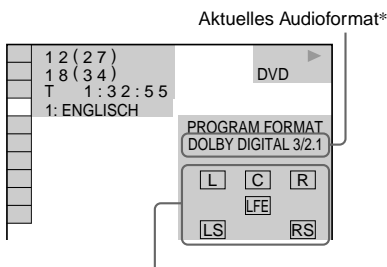 Aktuelles Audioformat*
12(27)
18(34)
DVD
T 1:32:55
1: ENGLISCH
PROGRAM FORMAT
DOLBY DIGITAL 3/2.1
L C R
LFE
LS RS